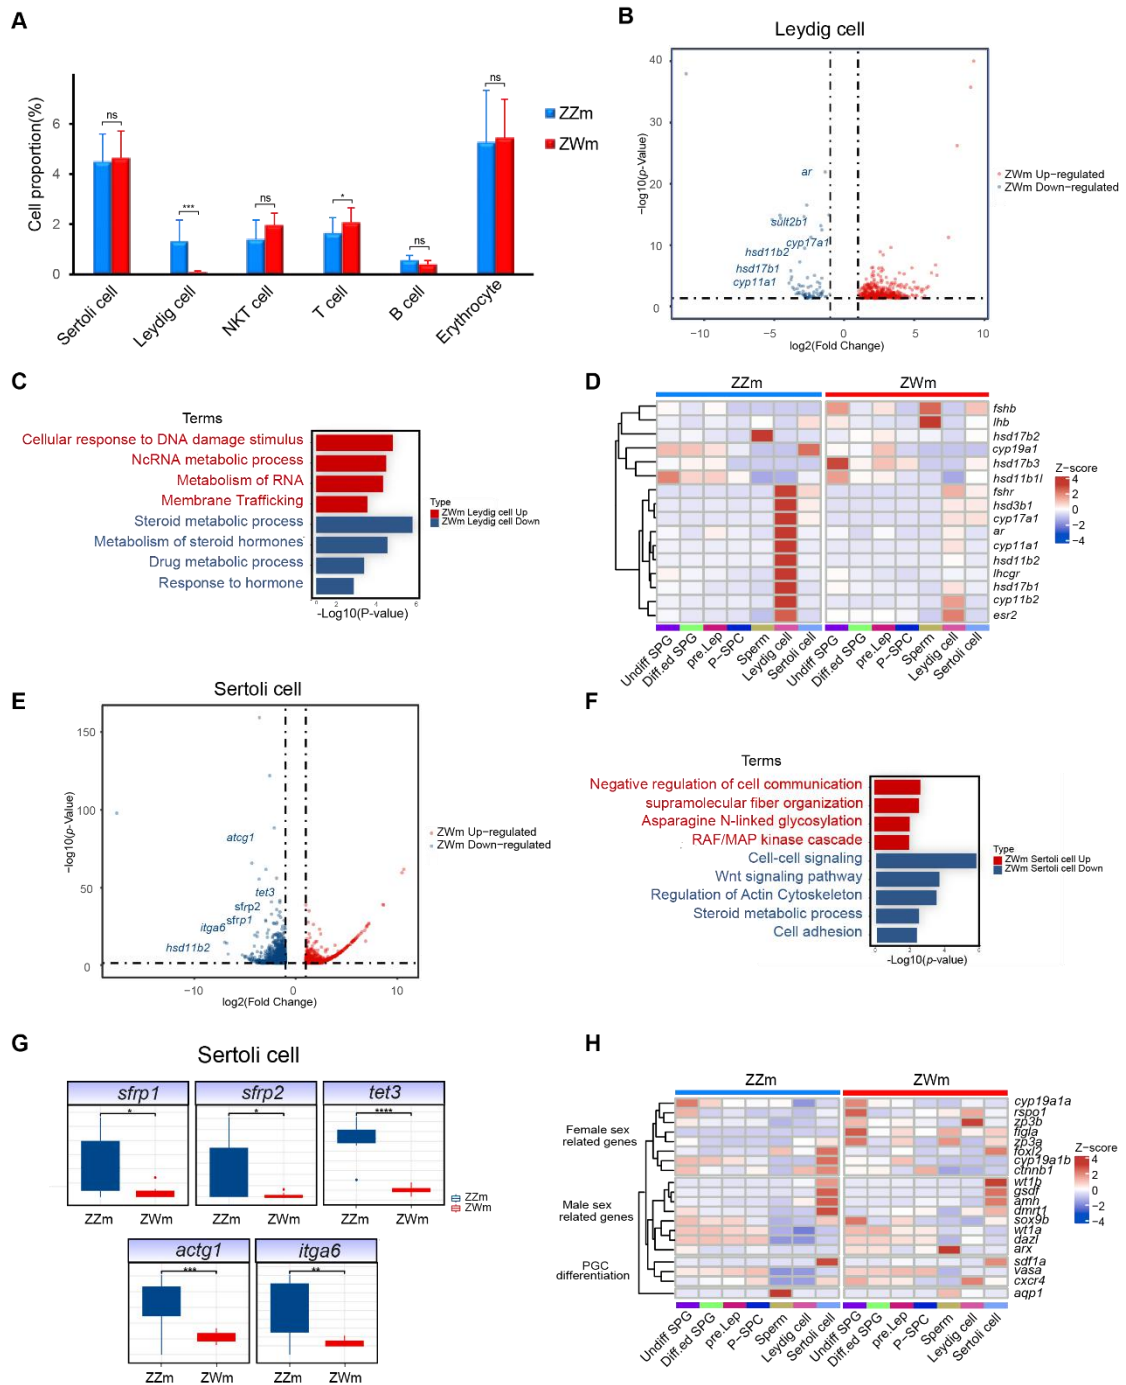 A
Cell proportion(%)
6
4
2
0
ns
***
ns
*
ns
ns
ZZm
ZWm
Sertoli cell
Leydig cell
NKT cell
T cell
B cell
Erythrocyte
B
Leydig cell
−log10(p-Value)
40
30
20
10
0
ar
sult2b1
cyp17a1
hsd11b2
hsd17b1
cyp11a1
ZWm Up−regulated
ZWm Down−regulated
−10
−5
0
5
10
log2(Fold Change)
C
Terms
Cellular response to DNA damage stimulus
NcRNA metabolic process
Metabolism of RNA
Membrane Trafficking
Steroid metabolic process
Metabolism of steroid hormones
Drug metabolic process
Response to hormone
Type
ZWm Leydig cell Up
ZWm Leydig cell Down
0 2 4 6
-Log10(P-value)
D
ZZm
ZWm
fshb
lhb
hsd17b2
cyp19a1
hsd17b3
hsd11b1l
fshr
hsd3b1
cyp17a1
ar
cyp11a1
hsd11b2
lhcgr
hsd17b1
cyp11b2
esr2
Z−score
4
2
0
−2
−4
Undiff SPG
Diff.ed SPG
pre.Lep
P−SPC
Sperm
Leydig cell
Sertoli cell
Undiff SPG
Diff.ed SPG
pre.Lep
P−SPC
Sperm
Leydig cell
Sertoli cell
E
Sertoli cell
−log10(p-Value)
150
100
50
0
atcg1
tet3
sfrp2
sfrp1
itga6
hsd11b2
ZWm Up−regulated
ZWm Down−regulated
−10
0
10
log2(Fold Change)
F
Terms
Negative regulation of cell communication
supramolecular fiber organization
Asparagine N-linked glycosylation
RAF/MAP kinase cascade
Cell-cell signaling
Wnt signaling pathway
Regulation of Actin Cytoskeleton
Steroid metabolic process
Cell adhesion
Type
ZWm Sertoli cell Up
ZWm Sertoli cell Down
0 2 4 6
-Log10(p-value)
G
Sertoli cell
sfrp1
sfrp2
tet3
*
*
****
ZZm ZWm
ZZm ZWm
ZZm ZWm
ZZm
ZWm
actg1
itga6
***
**
ZZm ZWm
ZZm ZWm
H
ZZm
ZWm
Female sex
related genes
Male sex
related genes
PGC
differentiation
cyp19a1a
rspo1
zp3b
figla
zp3a
foxl2
cyp19a1b
ctnnb1
wt1b
gsdf
amh
dmrt1
sox9b
wt1a
dazl
arx
sdf1a
vasa
cxcr4
aqp1
Z−score
4
2
0
−2
−4
Undiff SPG
Diff.ed SPG
pre.Lep
P−SPC
Sperm
Leydig cell
Sertoli cell
Undiff SPG
Diff.ed SPG
pre.Lep
P−SPC
Sperm
Leydig cell
Sertoli cell